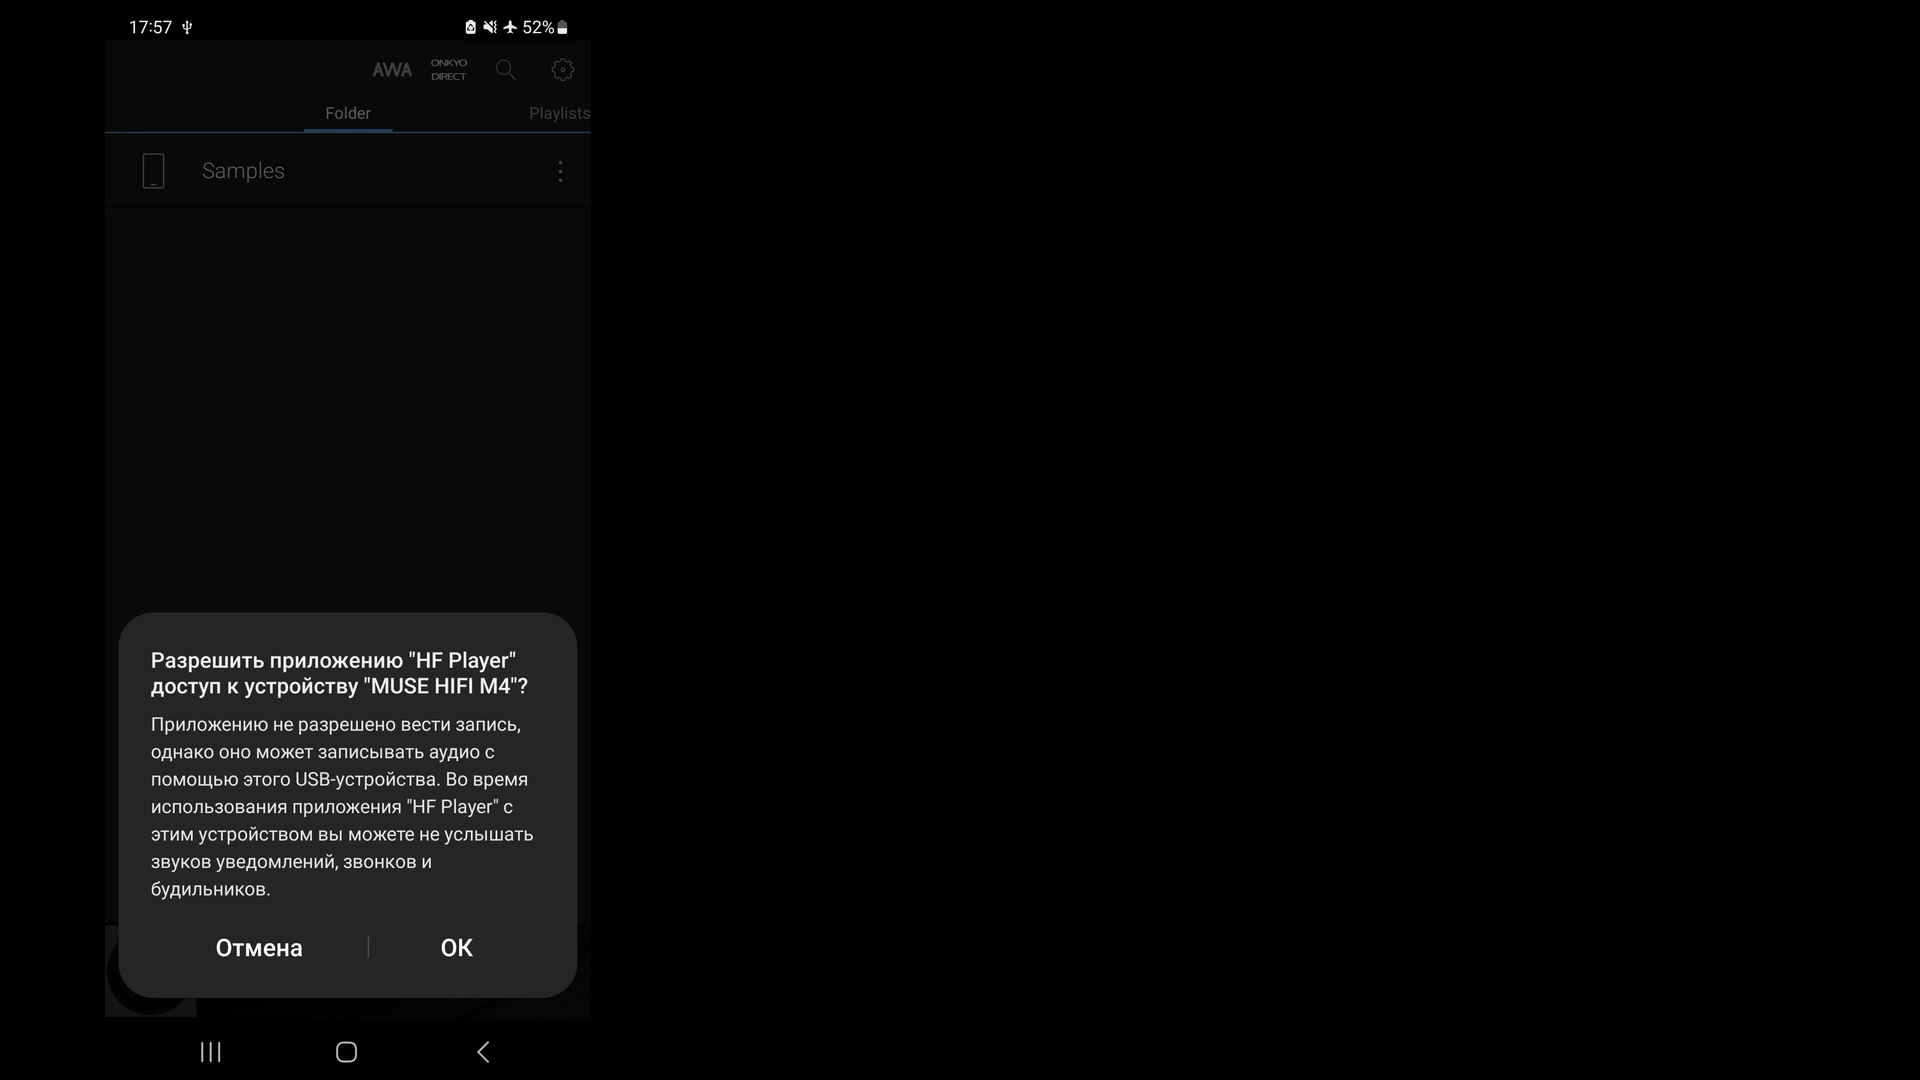 17:57
52%
AWA
ONKYO
DIRECT
Folder
Playlists
Samples
Разрешить приложению "HF Player"
доступ к устройству "MUSE HIFI M4"?
Приложению не разрешено вести запись,
однако оно может записывать аудио с
помощью этого USB-устройства. Во время
использования приложения "HF Player" с
этим устройством вы можете не услышать
звуков уведомлений, звонков и
будильников.
Отмена
ОК